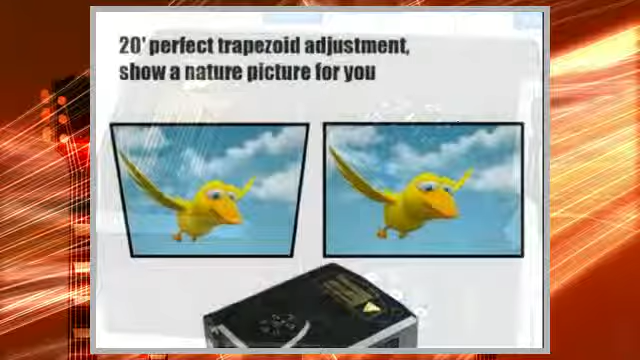 20' perfect trapezoid adjustment,
show a nature picture for you